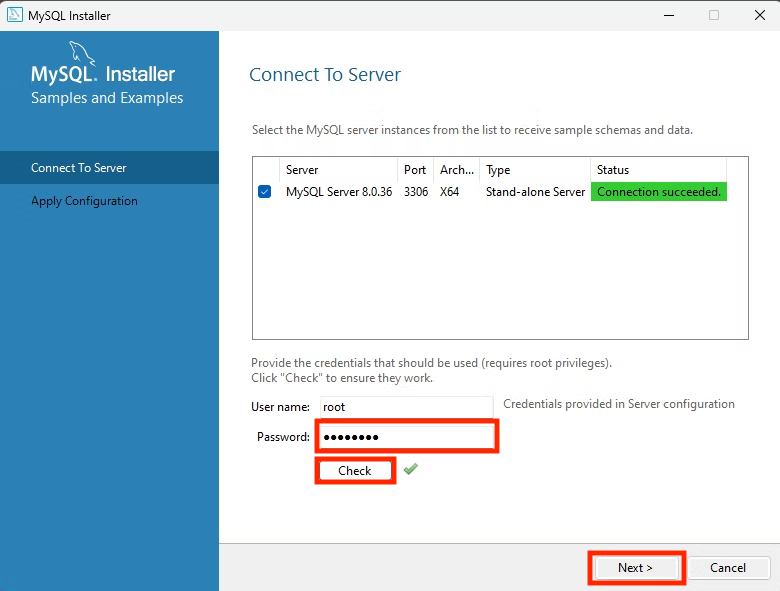 MySQL Installer
MySQL. Installer
Samples and Examples
Connect To Server
Apply Configuration
Connect To Server
Select the MySQL server instances from the list to receive sample schemas and data.
Server Port Arch... Type Status
MySQL Server 8.0.36 3306 X64 Stand-alone Server Connection succeeded.
Provide the credentials that should be used (requires root privileges).
Click "Check" to ensure they work.
User name: root Credentials provided in Server configuration
Password: ●●●●●●●●
Check
Next > Cancel